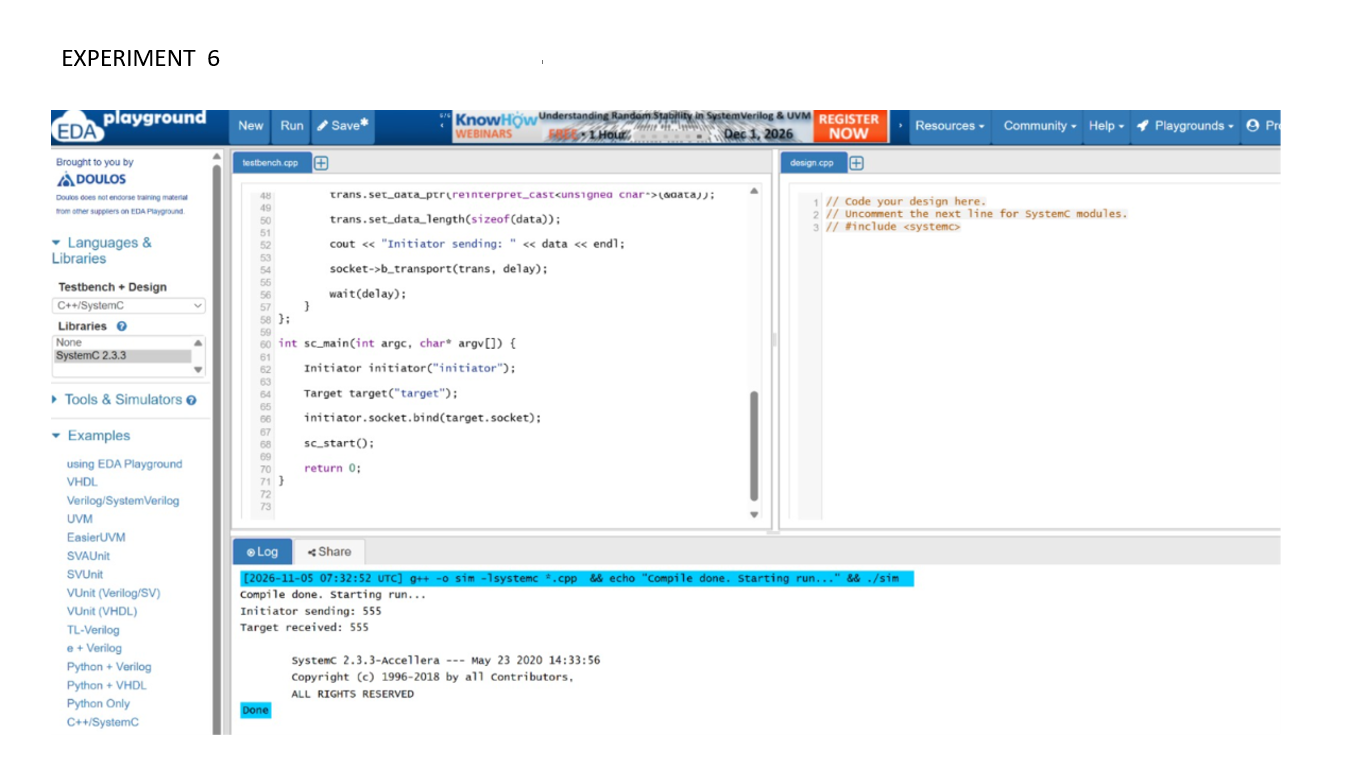 EXPERIMENT 6
EDA playground
New Run Save*
KnowHow WEBINARS
Understanding Random Stability in SystemVerilog & UVM
FREE • 1 Hour
Dec 1, 2026
REGISTER NOW
Resources Community Help Playgrounds Pr
Brought to you by
DOULOS
Doulos does not endorse training material
from other suppliers on EDA Playground.
Languages &
Libraries
Testbench + Design
C++/SystemC
Libraries
None
SystemC 2.3.3
Tools & Simulators
Examples
using EDA Playground
VHDL
Verilog/SystemVerilog
UVM
EasierUVM
SVAUnit
SVUnit
VUnit (Verilog/SV)
VUnit (VHDL)
TL-Verilog
e + Verilog
Python + Verilog
Python + VHDL
Python Only
C++/SystemC
testbench.cpp
48 trans.set_data_ptr(reinterpret_cast<unsigned char*>(&data));
49
50 trans.set_data_length(sizeof(data));
51
52 cout << "Initiator sending: " << data << endl;
53
54 socket->b_transport(trans, delay);
55
56 wait(delay);
57 }
58 };
59
60 int sc_main(int argc, char* argv[]) {
61
62 Initiator initiator("initiator");
63
64 Target target("target");
65
66 initiator.socket.bind(target.socket);
67
68 sc_start();
69
70 return 0;
71 }
72
73
design.cpp
1 // Code your design here.
2 // Uncomment the next line for SystemC modules.
3 // #include <systemc>
Log Share
[2026-11-05 07:32:52 UTC] g++ -o sim -lsystemc *.cpp && echo "Compile done. Starting run..." && ./sim
Compile done. Starting run...
Initiator sending: 555
Target received: 555
SystemC 2.3.3-Accellera --- May 23 2020 14:33:56
Copyright (c) 1996-2018 by all Contributors,
ALL RIGHTS RESERVED
Done